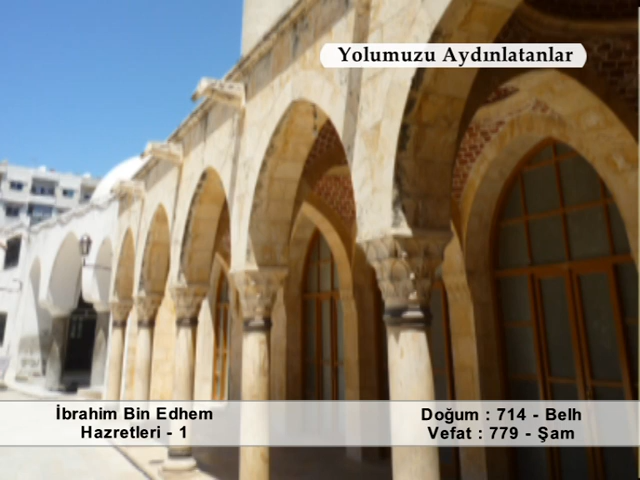 Yolumuzu Aydınlatanlar
İbrahim Bin Edhem
Hazretleri - 1
Doğum : 714 - Belh
Vefat : 779 - Şam